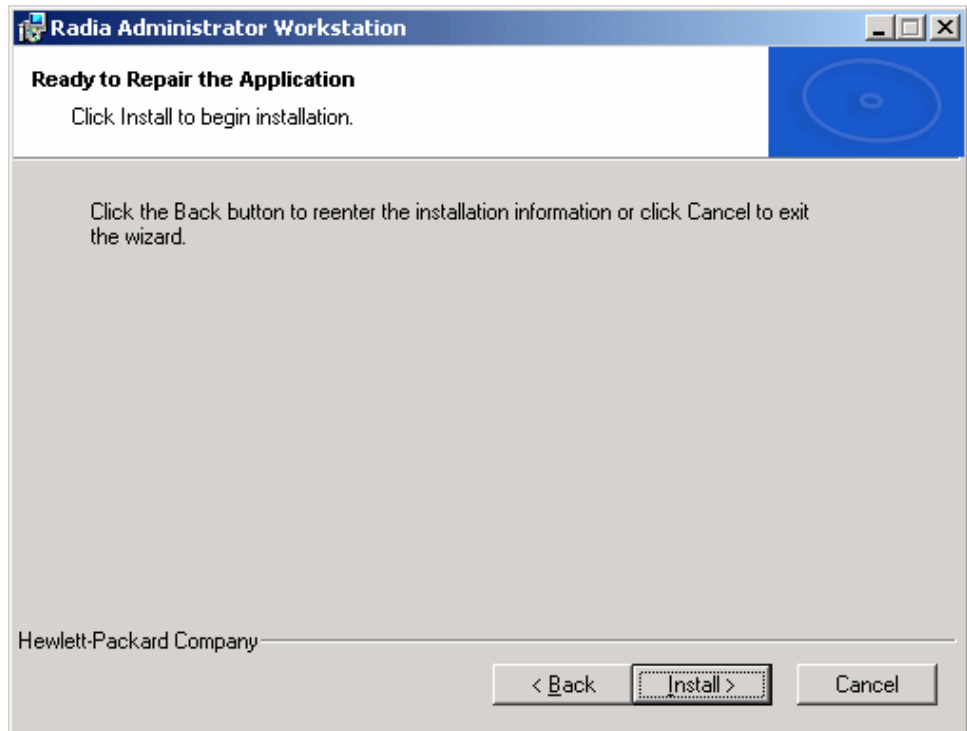 Radia Administrator Workstation
Ready to Repair the Application
Click Install to begin installation.
Click the Back button to reenter the installation information or click Cancel to exit
the wizard.
Hewlett-Packard Company
< Back
Install >
Cancel